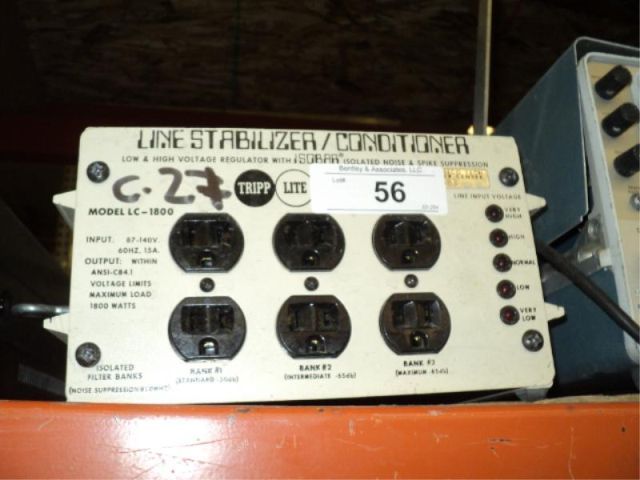 LINE STABILIZER/CONDITIONER
LOW & HIGH VOLTAGE REGULATOR WITH ISOBAR® ISOLATED NOISE & SPIKE SUPPRESSION
C-27
TRIPP LITE
Bentley & Associates, LLC
Lot#
56
MODEL LC-1800
LINE INPUT VOLTAGE
VERY HIGH
HIGH
NORMAL
LOW
VERY LOW
INPUT: 87-140V.
60HZ, 15A.
OUTPUT: WITHIN
ANSI-C84.1
VOLTAGE LIMITS
MAXIMUM LOAD
1800 WATTS
ISOLATED
FILTER BANKS
BANK #1
BANK #2
(INTERMEDIATE -65db)
BANK #3